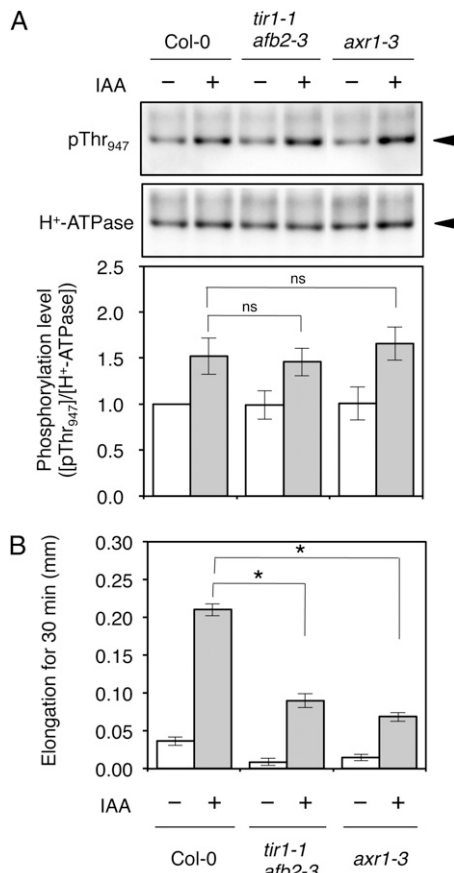 A
Col-0 tir1-1 afb2-3 axr1-3
IAA − + − + − +
pThr947
H+-ATPase
Phosphorylation level
([pThr947]/[H+-ATPase])
2.5
2.0
1.5
1.0
0.5
0.0
ns
ns
B
Elongation for 30 min (mm)
0.30
0.25
0.20
0.15
0.10
0.05
0.00
*
*
IAA − + − + − +
Col-0 tir1-1 afb2-3 axr1-3